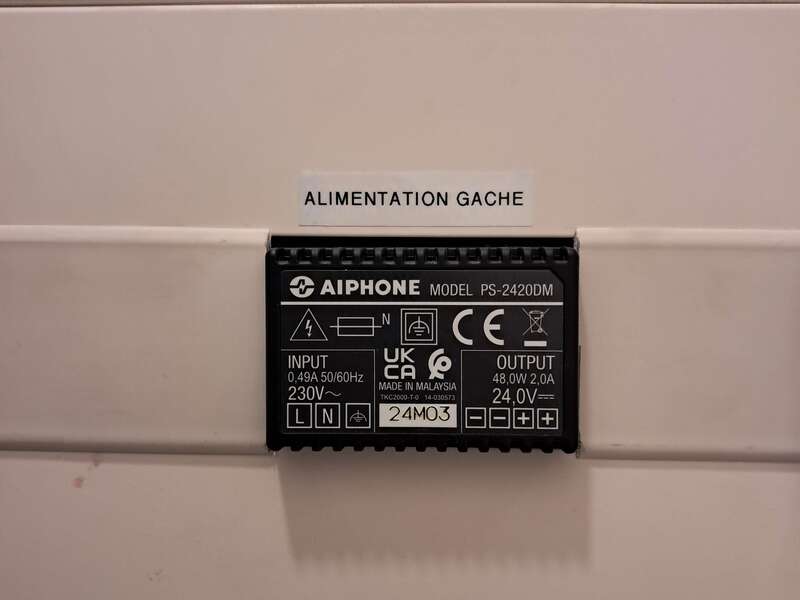 ALIMENTATION GACHE
AIPHONE MODEL PS-2420DM
N
CE
INPUT
0,49A 50/60Hz
230V~
L N
UK
CA
MADE IN MALAYSIA
TKC2000-T-0 14-030573
24M03
OUTPUT
48,0W 2,0A
24,0V⎓
− − + +